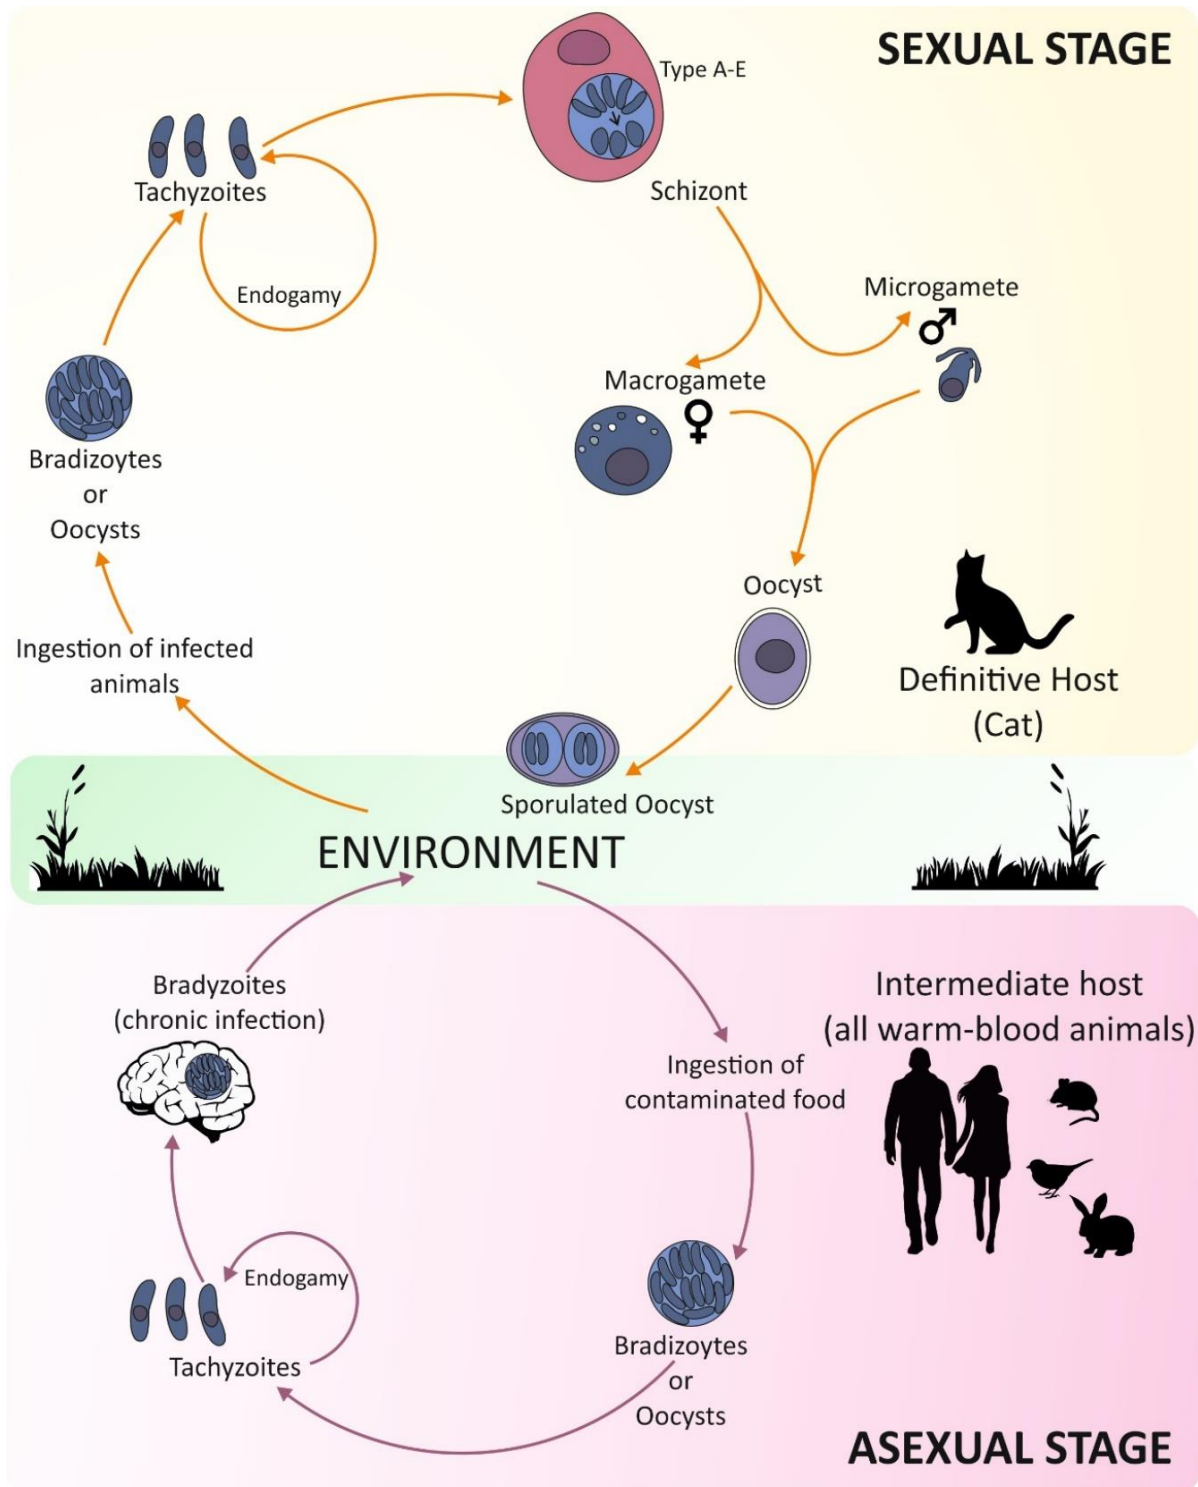 SEXUAL STAGE
Type A-E
Schizont
Tachyzoites
Endogamy
Microgamete
Macrogamete
Bradizoytes
or
Oocysts
Oocyst
Ingestion of infected
animals
Definitive Host
(Cat)
Sporulated Oocyst
ENVIRONMENT
Bradyzoites
(chronic infection)
Intermediate host
(all warm-blood animals)
Ingestion of
contaminated food
Endogamy
Tachyzoites
Bradizoytes
or
Oocysts
ASEXUAL STAGE